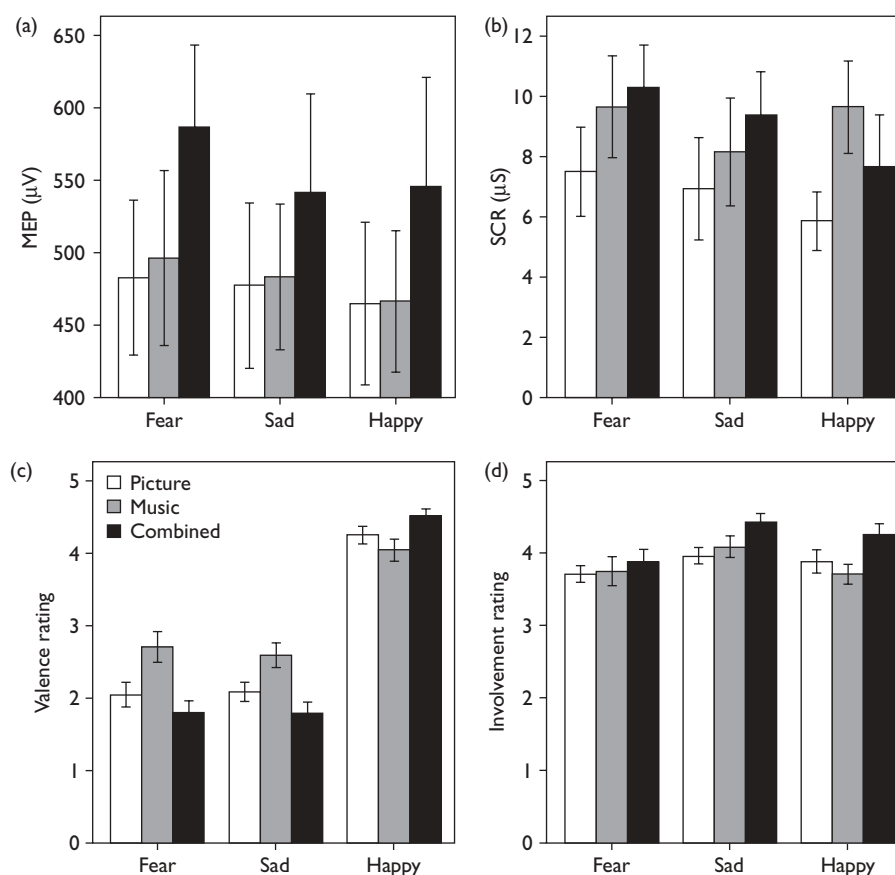 (a)
650
600
550
500
450
400
MEP (μV)
Fear Sad Happy
(b)
12
10
8
6
4
2
0
SCR (μS)
Fear Sad Happy
(c)
5
4
3
2
1
0
Valence rating
Picture
Music
Combined
Fear Sad Happy
(d)
5
4
3
2
1
0
Involvement rating
Fear Sad Happy